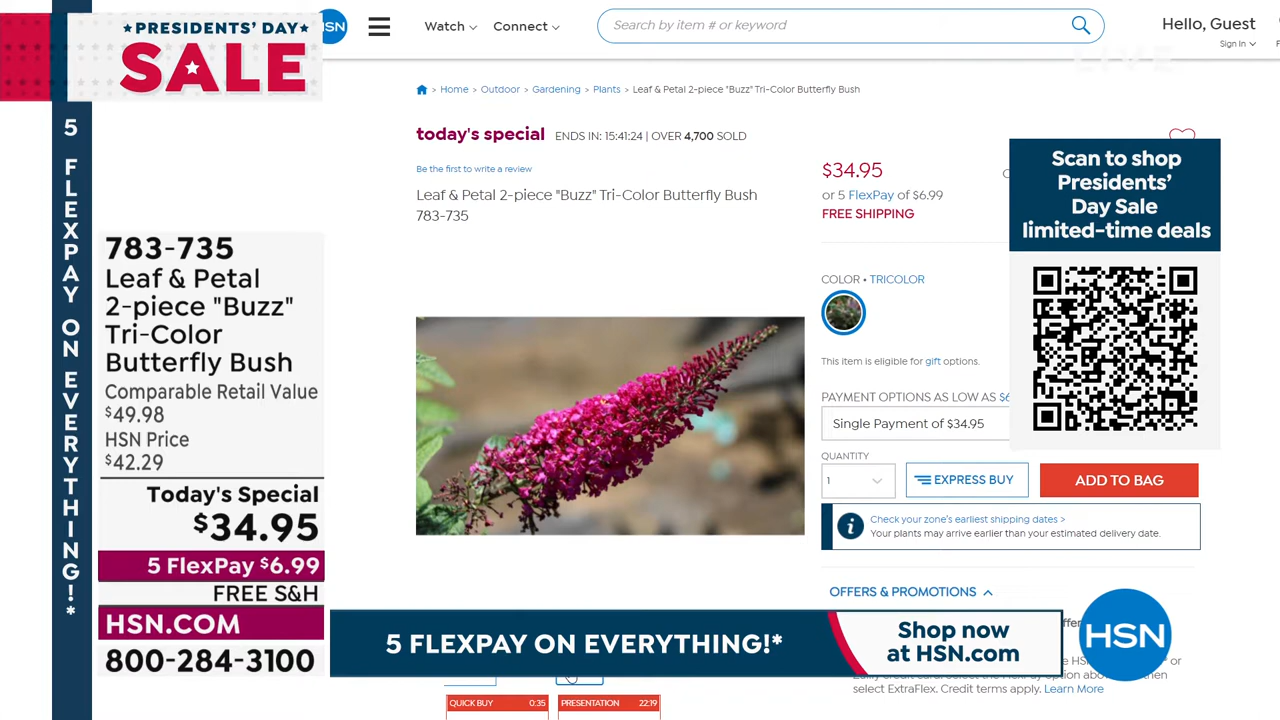 ★PRESIDENTS' DAY★
SALE
5 FLEXPAY ON EVERYTHING!*
783-735
Leaf & Petal
2-piece "Buzz"
Tri-Color
Butterfly Bush
Comparable Retail Value
$49.98
HSN Price
$42.29
Today's Special
$34.95
5 FlexPay $6.99
FREE S&H
HSN.COM
800-284-3100
HSN
Watch
Connect
Search by item # or keyword
Hello, Guest
Sign In
LIVE
> Home > Outdoor > Gardening > Plants > Leaf & Petal 2-piece "Buzz" Tri-Color Butterfly Bush
today's special ENDS IN: 15:41:24 | OVER 4,700 SOLD
Be the first to write a review
Leaf & Petal 2-piece "Buzz" Tri-Color Butterfly Bush
783-735
$34.95
or 5 FlexPay of $6.99
FREE SHIPPING
COLOR • TRICOLOR
This item is eligible for gift options.
PAYMENT OPTIONS AS LOW AS $6
Single Payment of $34.95
QUANTITY
1
EXPRESS BUY
ADD TO BAG
Check your zone's earliest shipping dates >
Your plants may arrive earlier than your estimated delivery date.
OFFERS & PROMOTIONS
select ExtraFlex. Credit terms apply. Learn More
Scan to shop
Presidents'
Day Sale
limited-time deals
5 FLEXPAY ON EVERYTHING!*
Shop now
at HSN.com
HSN
QUICK BUY 0:35
PRESENTATION 22:19